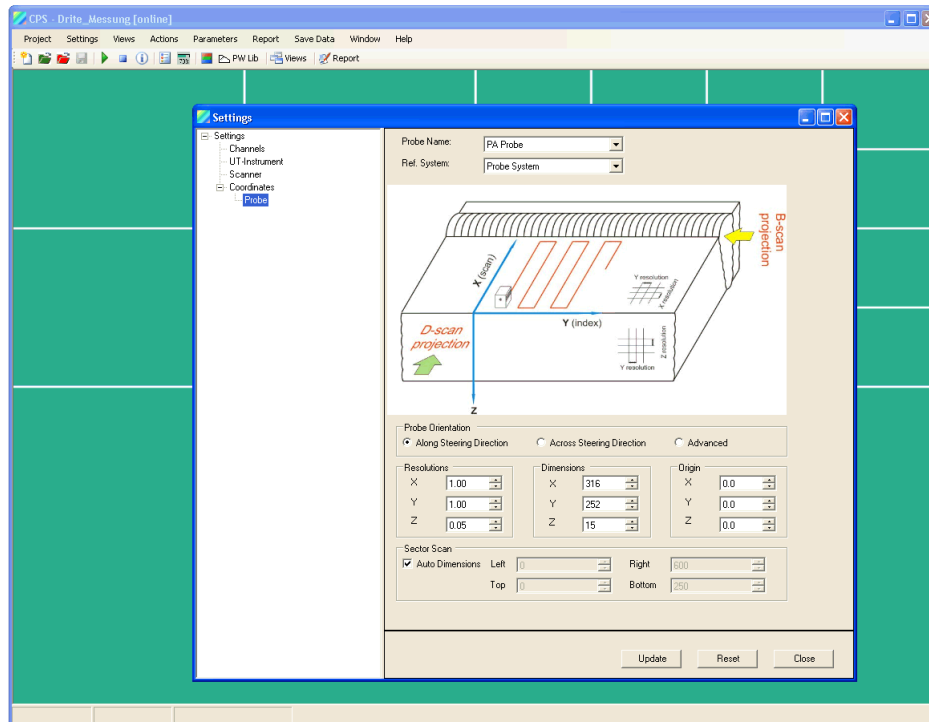 CPS - Drite_Messung [online]
Project Settings Views Actions Parameters Report Save Data Window Help
PW Lib Views Report
Settings
Settings
Channels
UT-Instrument
Scanner
Coordinates
Probe
Probe Name: PA Probe
Ref. System: Probe System
B-scan
projection
X (scan)
Y resolution
X resolution
Y (index)
D-scan
projection
Z resolution
Y resolution
Z
Probe Orientation
Along Steering Direction Across Steering Direction Advanced
Resolutions Dimensions Origin
X 1.00 X 316 X 0.0
Y 1.00 Y 252 Y 0.0
Z 0.05 Z 15 Z 0.0
Sector Scan
Auto Dimensions Left 0 Right 600
Top 0 Bottom 250
Update Reset Close